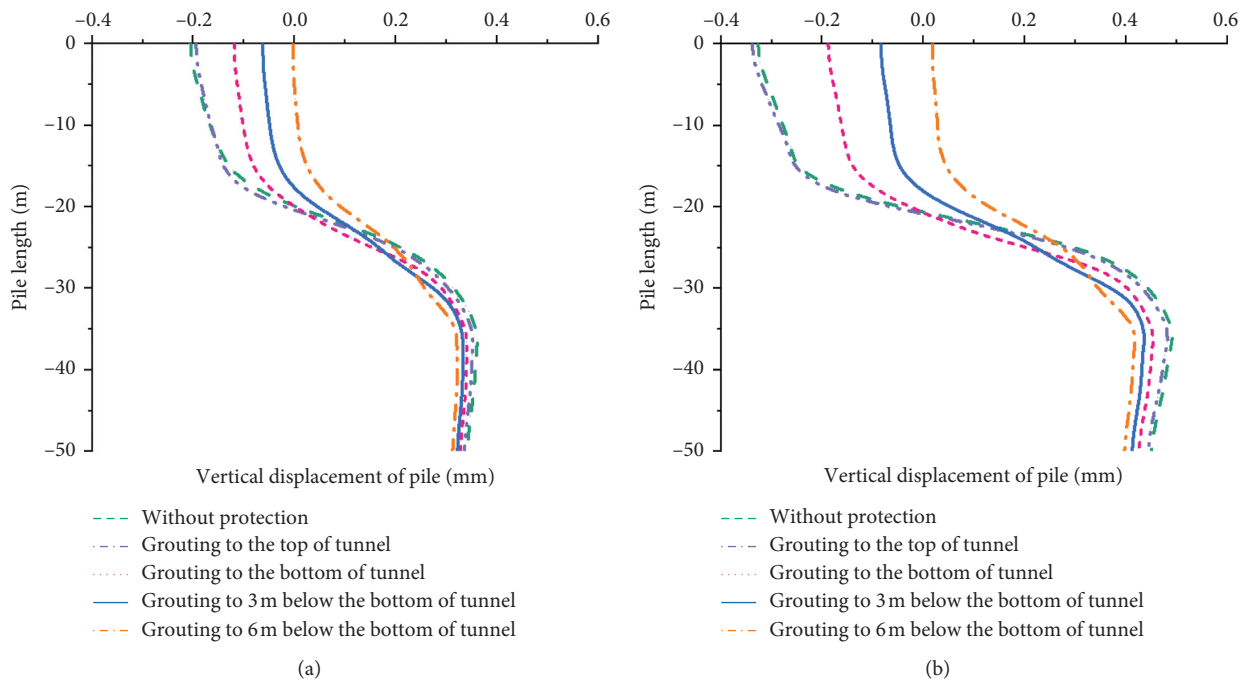 −0.4 −0.2 0.0 0.2 0.4 0.6
0
−10
−20
−30
−40
−50
Pile length (m)
Vertical displacement of pile (mm)
Without protection
Grouting to the top of tunnel
Grouting to the bottom of tunnel
Grouting to 3 m below the bottom of tunnel
Grouting to 6 m below the bottom of tunnel
(a)
−0.4 −0.2 0.0 0.2 0.4 0.6
0
−10
−20
−30
−40
−50
Pile length (m)
Vertical displacement of pile (mm)
Without protection
Grouting to the top of tunnel
Grouting to the bottom of tunnel
Grouting to 3 m below the bottom of tunnel
Grouting to 6 m below the bottom of tunnel
(b)